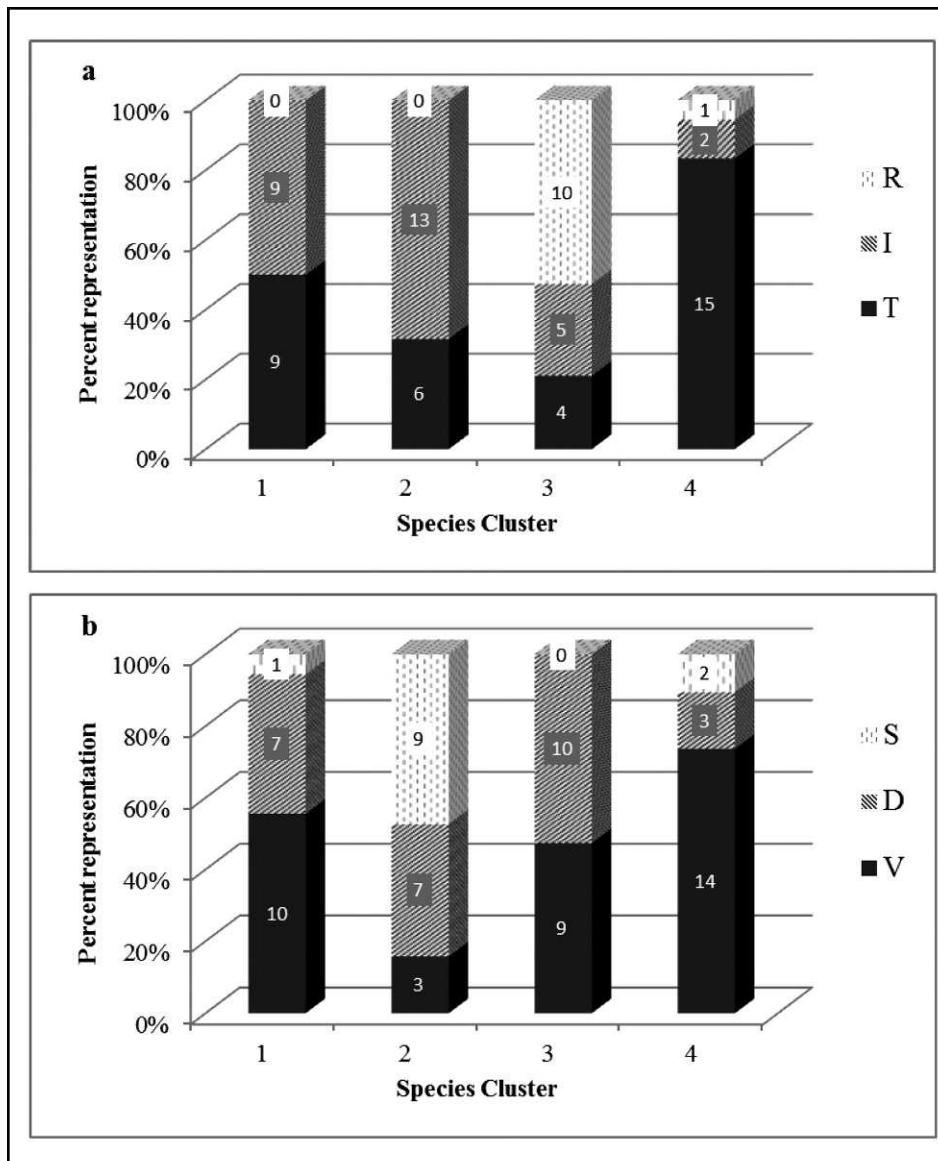 a
100%
80%
60%
40%
20%
0%
Percent representation
0 0 1
9 13 10 2
9 6 5 15
4
1 2 3 4
Species Cluster
R
I
T
b
100%
80%
60%
40%
20%
0%
Percent representation
1 9 0 2
7 7 10 3
10 3 9 14
1 2 3 4
Species Cluster
S
D
V